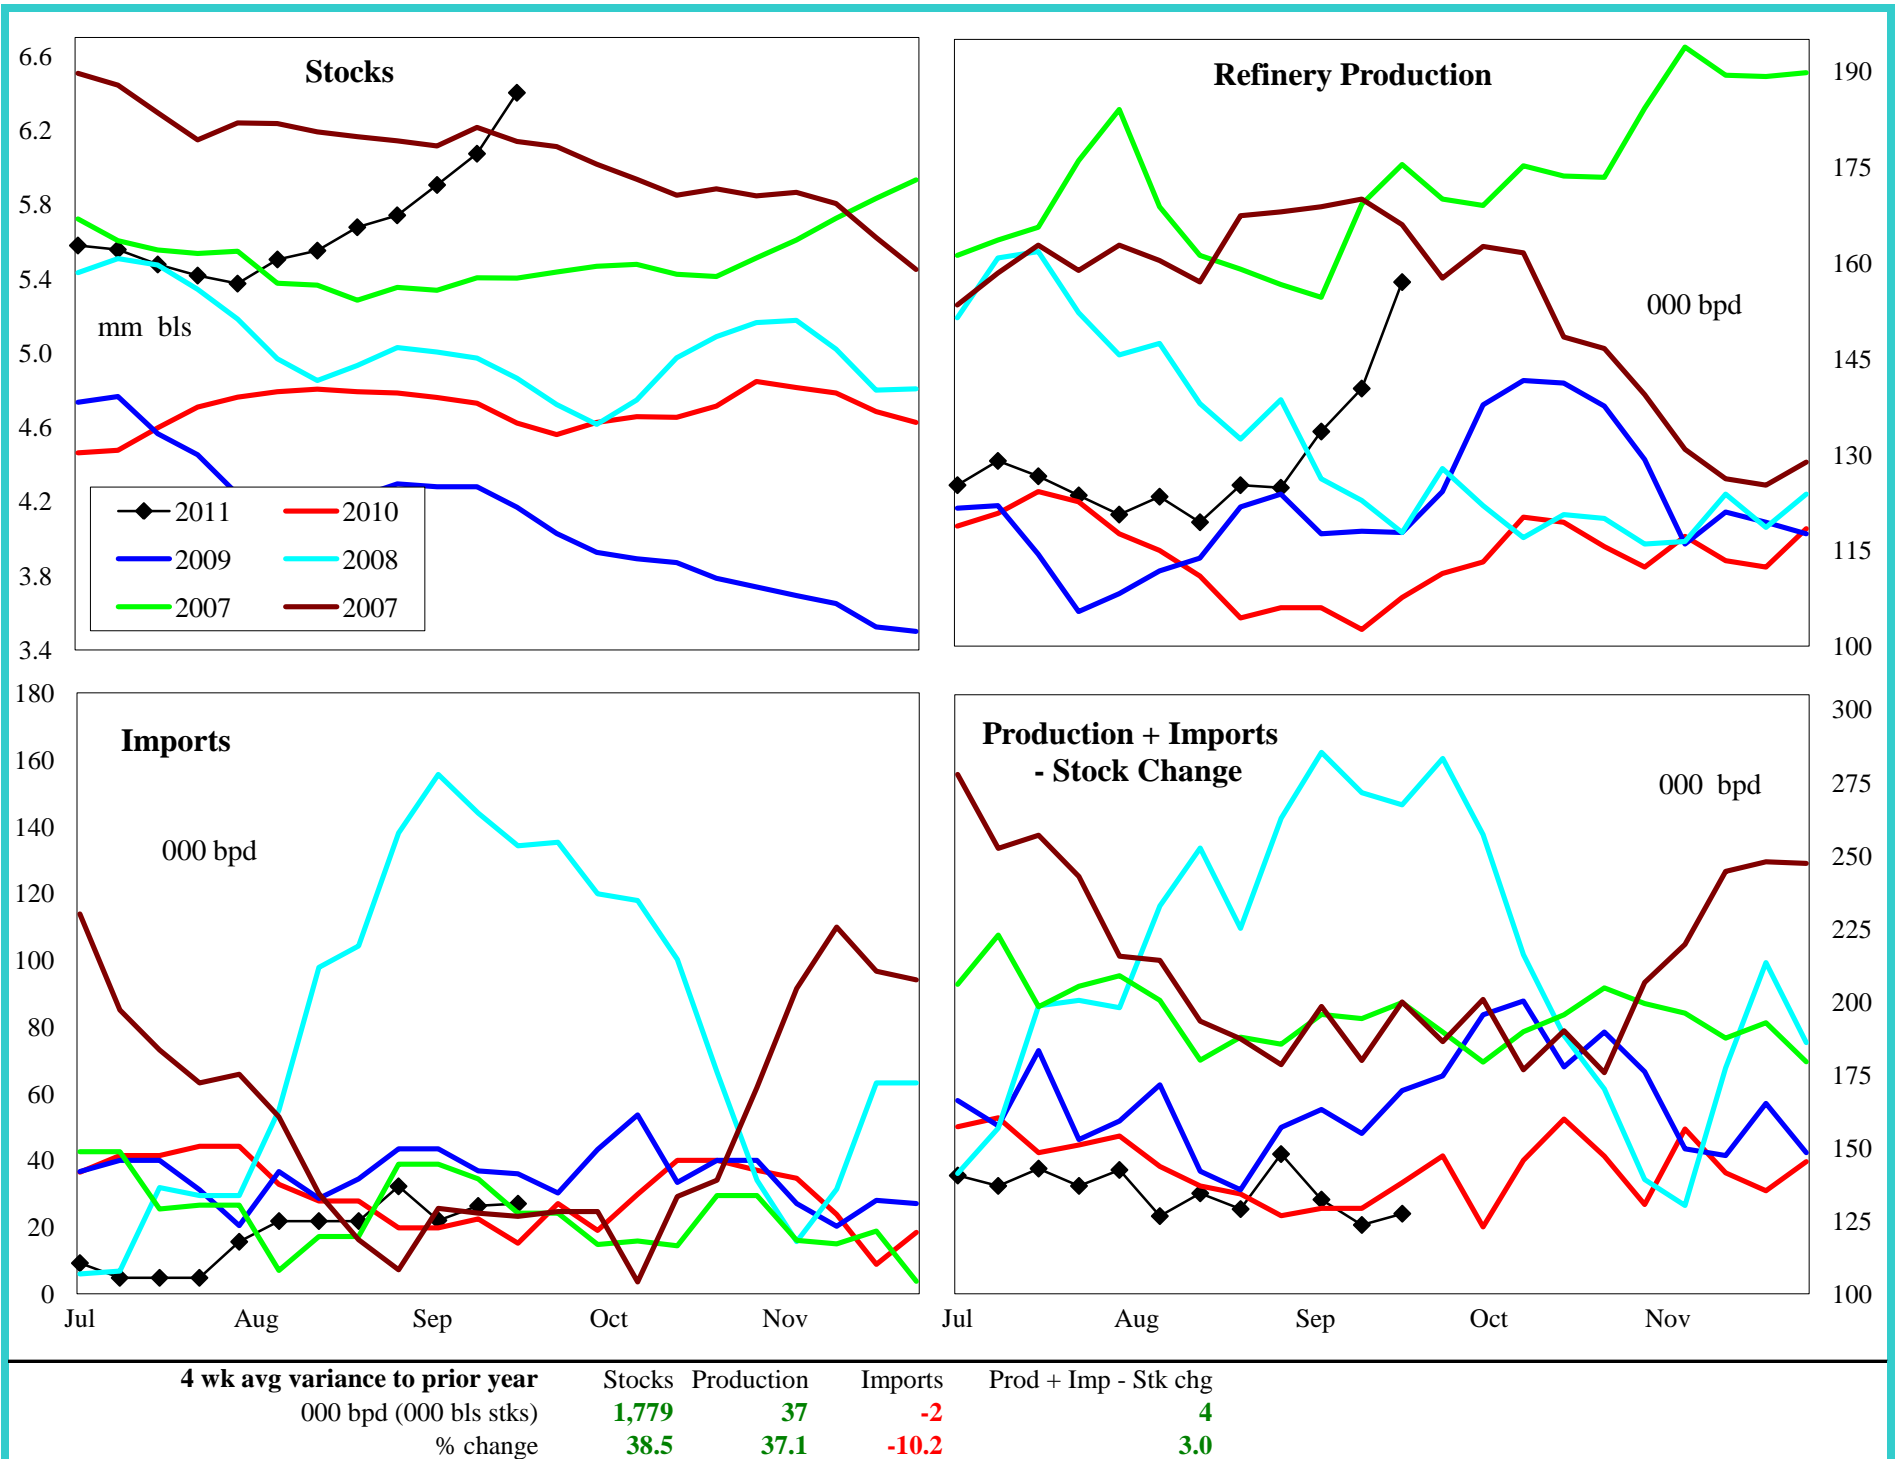 Stocks
6.6
6.2
5.8
5.4
5.0
4.6
4.2
3.8
3.4
mm bls
2011 2010
2009 2008
2007 2007
Refinery Production
000 bpd
190
175
160
145
130
115
100
Imports
000 bpd
180
160
140
120
100
80
60
40
20
0
Jul Aug Sep Oct Nov
Production + Imports
- Stock Change
000 bpd
300
275
250
225
200
175
150
125
100
Jul Aug Sep Oct Nov
4 wk avg variance to prior year Stocks Production Imports Prod + Imp - Stk chg
000 bpd (000 bls stks) 1,779 37 -2 4
% change 38.5 37.1 -10.2 3.0